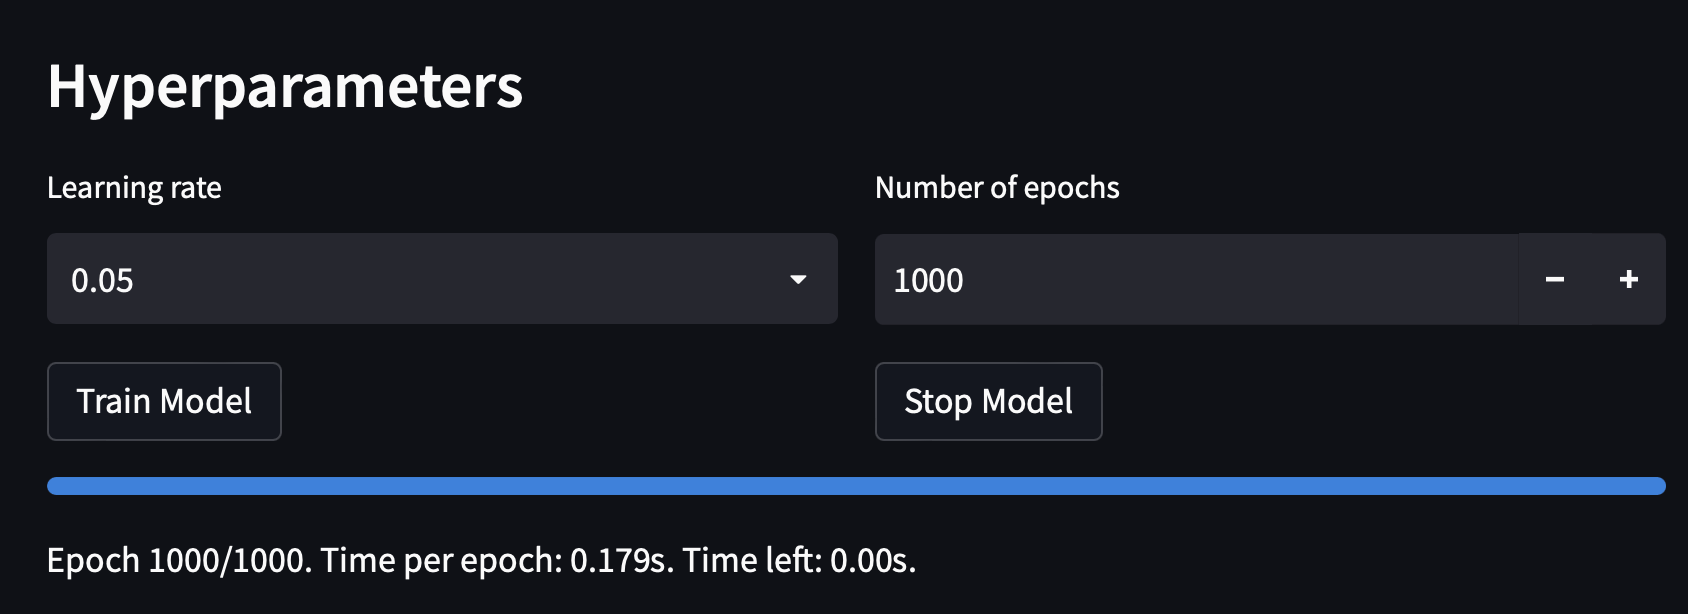 Hyperparameters
Learning rate
Number of epochs
0.05
1000
Train Model
Stop Model
Epoch 1000/1000. Time per epoch: 0.179s. Time left: 0.00s.